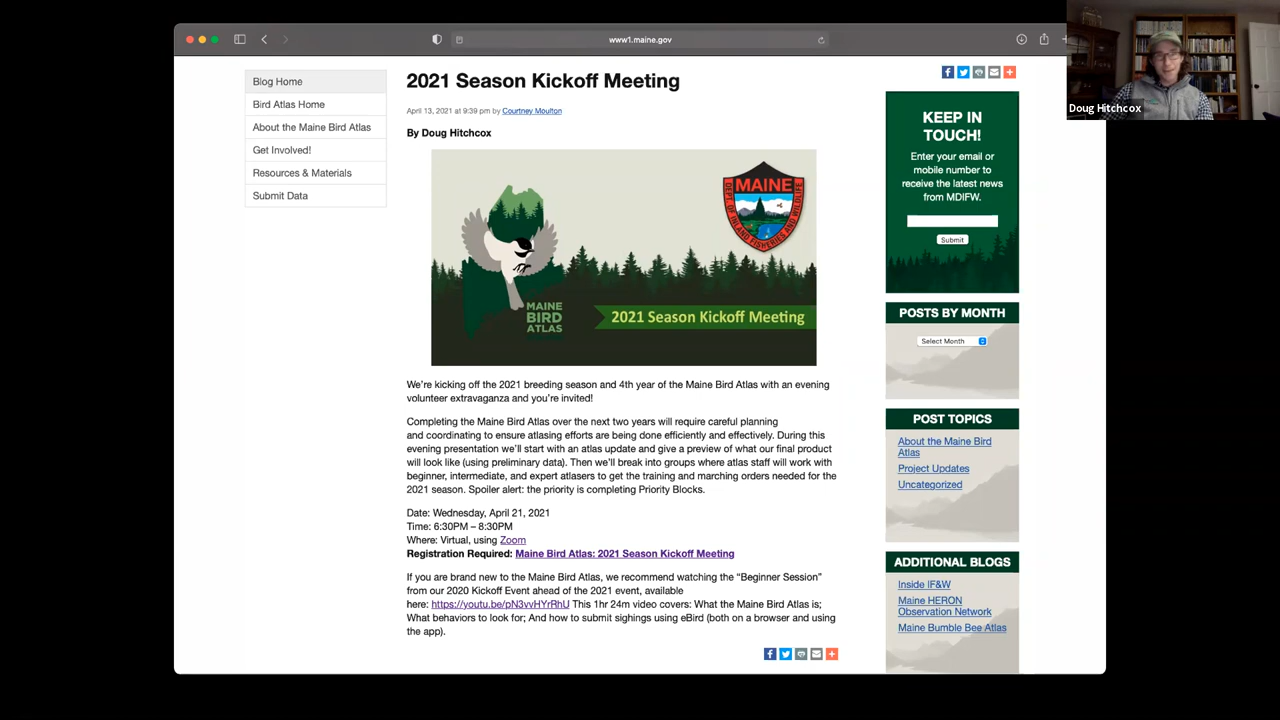 www1.maine.gov
Doug Hitchcox
Blog Home
Bird Atlas Home
About the Maine Bird Atlas
Get Involved!
Resources & Materials
Submit Data
2021 Season Kickoff Meeting
April 13, 2021 at 9:39 pm by Courtney Moulton
By Doug Hitchcox
MAINE
DEPT. OF INLAND FISHERIES AND WILDLIFE
MAINE
BIRD
ATLAS
2021 Season Kickoff Meeting
We're kicking off the 2021 breeding season and 4th year of the Maine Bird Atlas with an evening
volunteer extravaganza and you're invited!
Completing the Maine Bird Atlas over the next two years will require careful planning
and coordinating to ensure atlasing efforts are being done efficiently and effectively. During this
evening presentation we'll start with an atlas update and give a preview of what our final product
will look like (using preliminary data). Then we'll break into groups where atlas staff will work with
beginner, intermediate, and expert atlasers to get the training and marching orders needed for the
2021 season. Spoiler alert: the priority is completing Priority Blocks.
Date: Wednesday, April 21, 2021
Time: 6:30PM – 8:30PM
Where: Virtual, using Zoom
Registration Required: Maine Bird Atlas: 2021 Season Kickoff Meeting
If you are brand new to the Maine Bird Atlas, we recommend watching the "Beginner Session"
from our 2020 Kickoff Event ahead of the 2021 event, available
here: https://youtu.be/pN3vvHYrRhU This 1hr 24m video covers: What the Maine Bird Atlas is;
What behaviors to look for; And how to submit sighings using eBird (both on a browser and using
the app).
KEEP IN
TOUCH!
Enter your email or
mobile number to
receive the latest news
from MDIFW.
Submit
POSTS BY MONTH
Select Month
POST TOPICS
About the Maine Bird
Atlas
Project Updates
Uncategorized
ADDITIONAL BLOGS
Inside IF&W
Maine HERON
Observation Network
Maine Bumble Bee Atlas